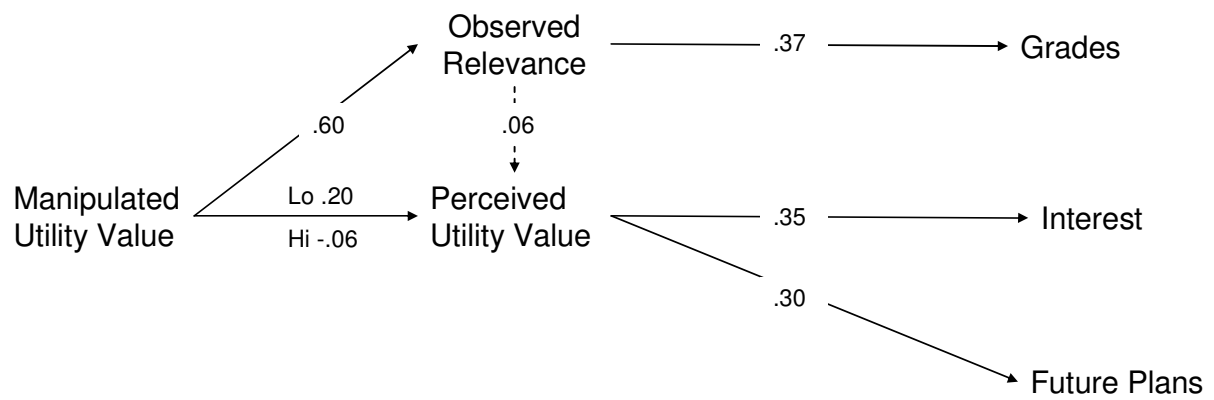 Observed
Relevance
.37
Grades
.60
.06
Manipulated
Utility Value
Lo .20
Hi -.06
Perceived
Utility Value
.35
Interest
.30
Future Plans